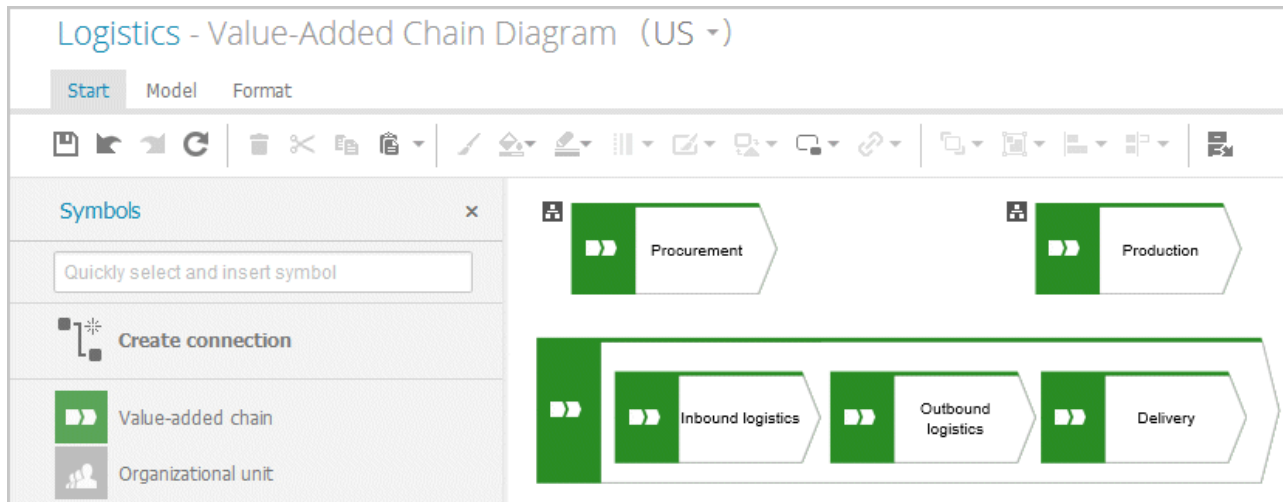 Logistics - Value-Added Chain Diagram (US ▾)
Start Model Format
Symbols ×
Quickly select and insert symbol
Create connection
Value-added chain
Organizational unit
Procurement
Production
Inbound logistics
Outbound
logistics
Delivery